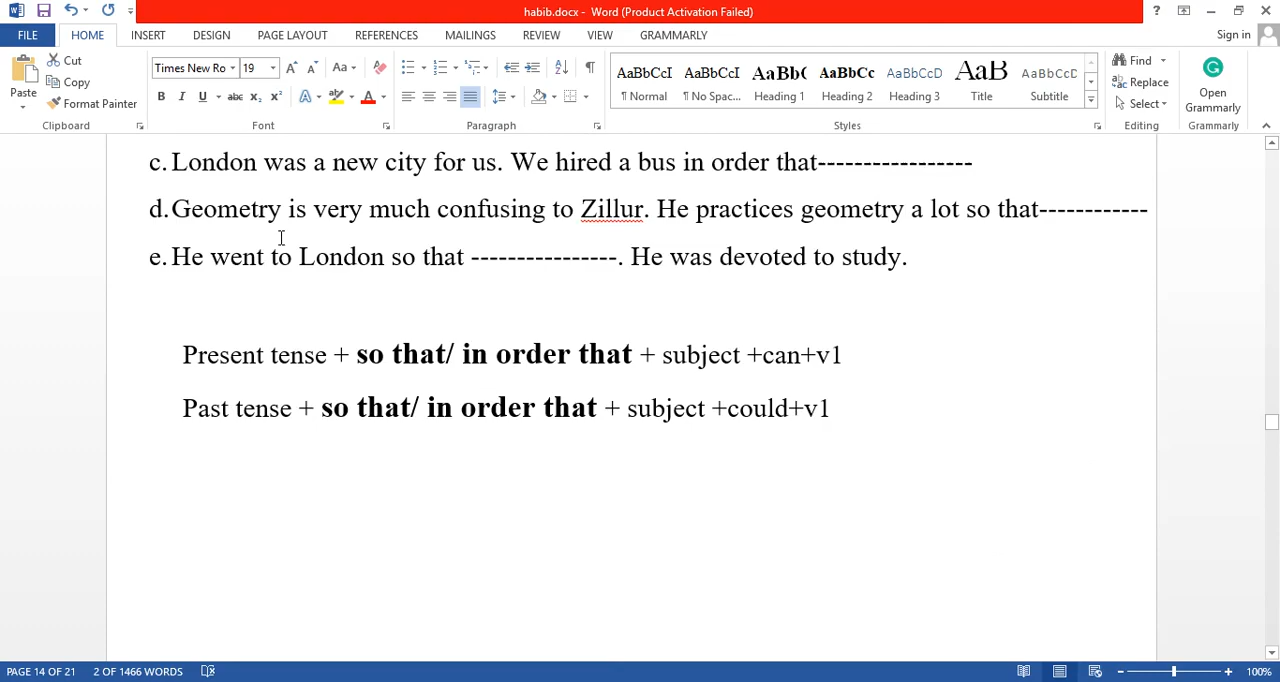 habib.docx - Word (Product Activation Failed)
?
FILE HOME INSERT DESIGN PAGE LAYOUT REFERENCES MAILINGS REVIEW VIEW GRAMMARLY Sign in
Paste Cut Copy Format Painter
Times New Ro 19 A A Aa
B I U abc X₂ X² A ab A
AaBbCcI AaBbCcI AaBb( AaBbCc AaBbCcD AaB AaBbCcD
¶ Normal ¶ No Spac... Heading 1 Heading 2 Heading 3 Title Subtitle
Find Replace Select
Open Grammarly
Clipboard Font Paragraph Styles Editing Grammarly
c. London was a new city for us. We hired a bus in order that-----------------
d. Geometry is very much confusing to Zillur. He practices geometry a lot so that------------
e. He went to London so that ----------------. He was devoted to study.
Present tense + so that/ in order that + subject +can+v1
Past tense + so that/ in order that + subject +could+v1
PAGE 14 OF 21 2 OF 1466 WORDS 100%